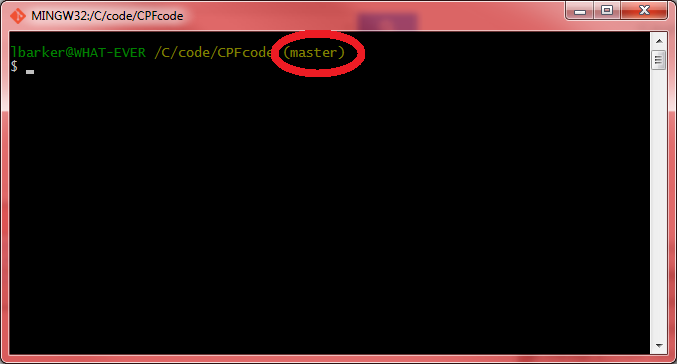 MINGW32:/C/code/CPFcode
lbarker@WHAT-EVER /C/code/CPFcode (master)
$